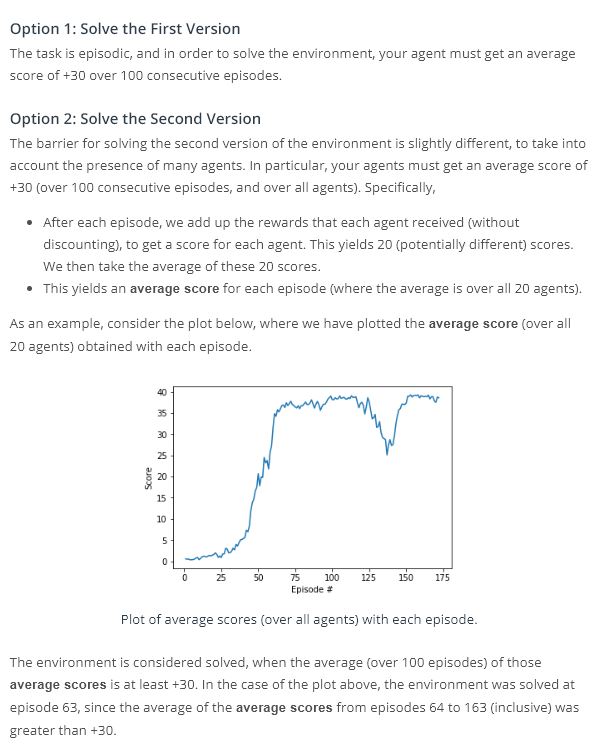 Option 1: Solve the First Version
The task is episodic, and in order to solve the environment, your agent must get an average
score of +30 over 100 consecutive episodes.
Option 2: Solve the Second Version
The barrier for solving the second version of the environment is slightly different, to take into
account the presence of many agents. In particular, your agents must get an average score of
+30 (over 100 consecutive episodes, and over all agents). Specifically,
• After each episode, we add up the rewards that each agent received (without
discounting), to get a score for each agent. This yields 20 (potentially different) scores.
We then take the average of these 20 scores.
• This yields an average score for each episode (where the average is over all 20 agents).
As an example, consider the plot below, where we have plotted the average score (over all
20 agents) obtained with each episode.
40
35
30
25
20
15
10
5
0
Score
0 25 50 75 100 125 150 175
Episode #
Plot of average scores (over all agents) with each episode.
The environment is considered solved, when the average (over 100 episodes) of those
average scores is at least +30. In the case of the plot above, the environment was solved at
episode 63, since the average of the average scores from episodes 64 to 163 (inclusive) was
greater than +30.